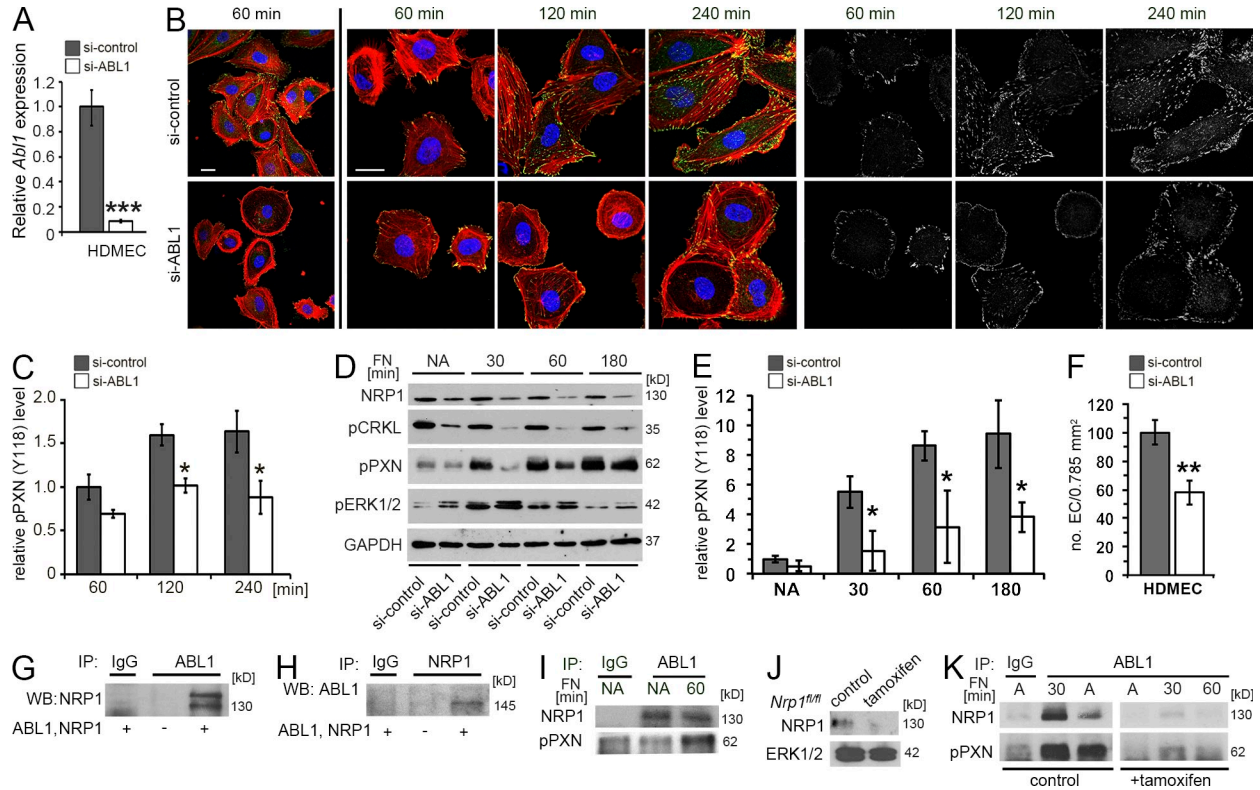 A
si-control
si-ABL1
Relative Abl1 expression
1.2
1.0
0.8
0.6
0.4
0.2
0
***
HDMEC
B
60 min
60 min
120 min
240 min
60 min
120 min
240 min
si-control
si-ABL1
C
si-control
si-ABL1
relative pPXN (Y118) level
2.0
1.5
1.0
0.5
0.0
*
*
60
120
240
[min]
D
FN
[min]
NA
30
60
180
[kD]
NRP1
130
pCRKL
35
pPXN
62
pERK1/2
42
GAPDH
37
si-control
si-ABL1
si-control
si-ABL1
si-control
si-ABL1
si-control
si-ABL1
E
si-control
si-ABL1
relative pPXN (Y118) level
12
10
8
6
4
2
0
*
*
*
NA
30
60
180
F
si-control
si-ABL1
no. EC/0.785 mm²
120
100
80
60
40
20
0
**
HDMEC
G
IP:
IgG
ABL1
[kD]
WB:NRP1
130
ABL1,NRP1
+
-
+
H
IP:
IgG
NRP1
[kD]
WB: ABL1
145
ABL1, NRP1
+
-
+
I
IP:
IgG
ABL1
FN
[min]
NA
NA
60
[kD]
NRP1
130
pPXN
62
J
Nrp1fl/fl
control
tamoxifen
[kD]
NRP1
130
ERK1/2
42
K
IP:
IgG
ABL1
FN
[min]
A
30
A
A
30
60
[kD]
NRP1
130
pPXN
62
control
+tamoxifen